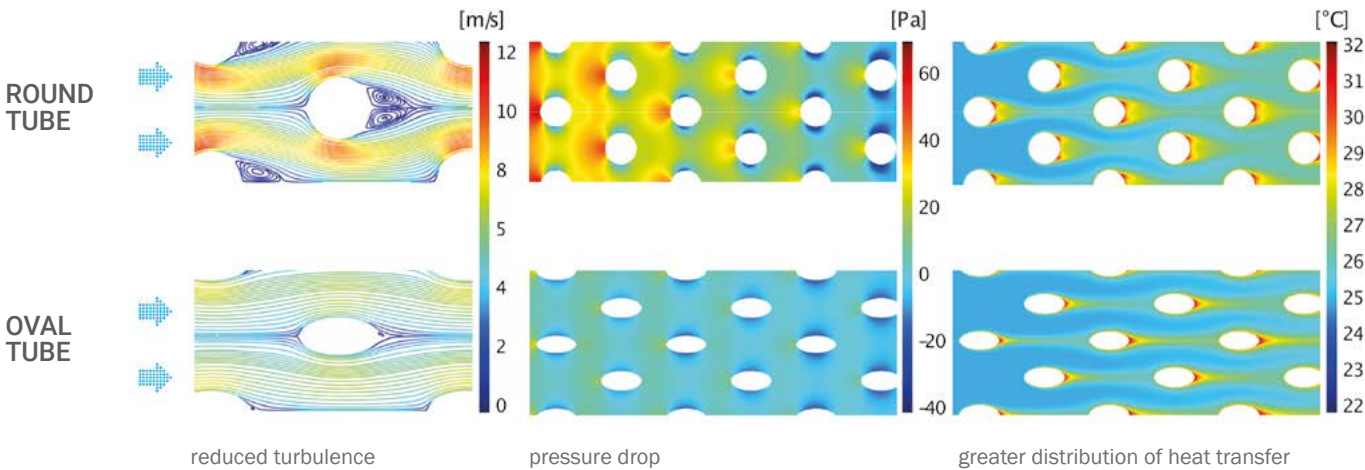 [m/s]
[Pa]
[°C]
ROUND
TUBE
12
10
8
5
4
2
0
60
40
20
0
-20
-40
32
31
30
29
28
27
26
25
24
23
22
OVAL
TUBE
reduced turbulence
pressure drop
greater distribution of heat transfer